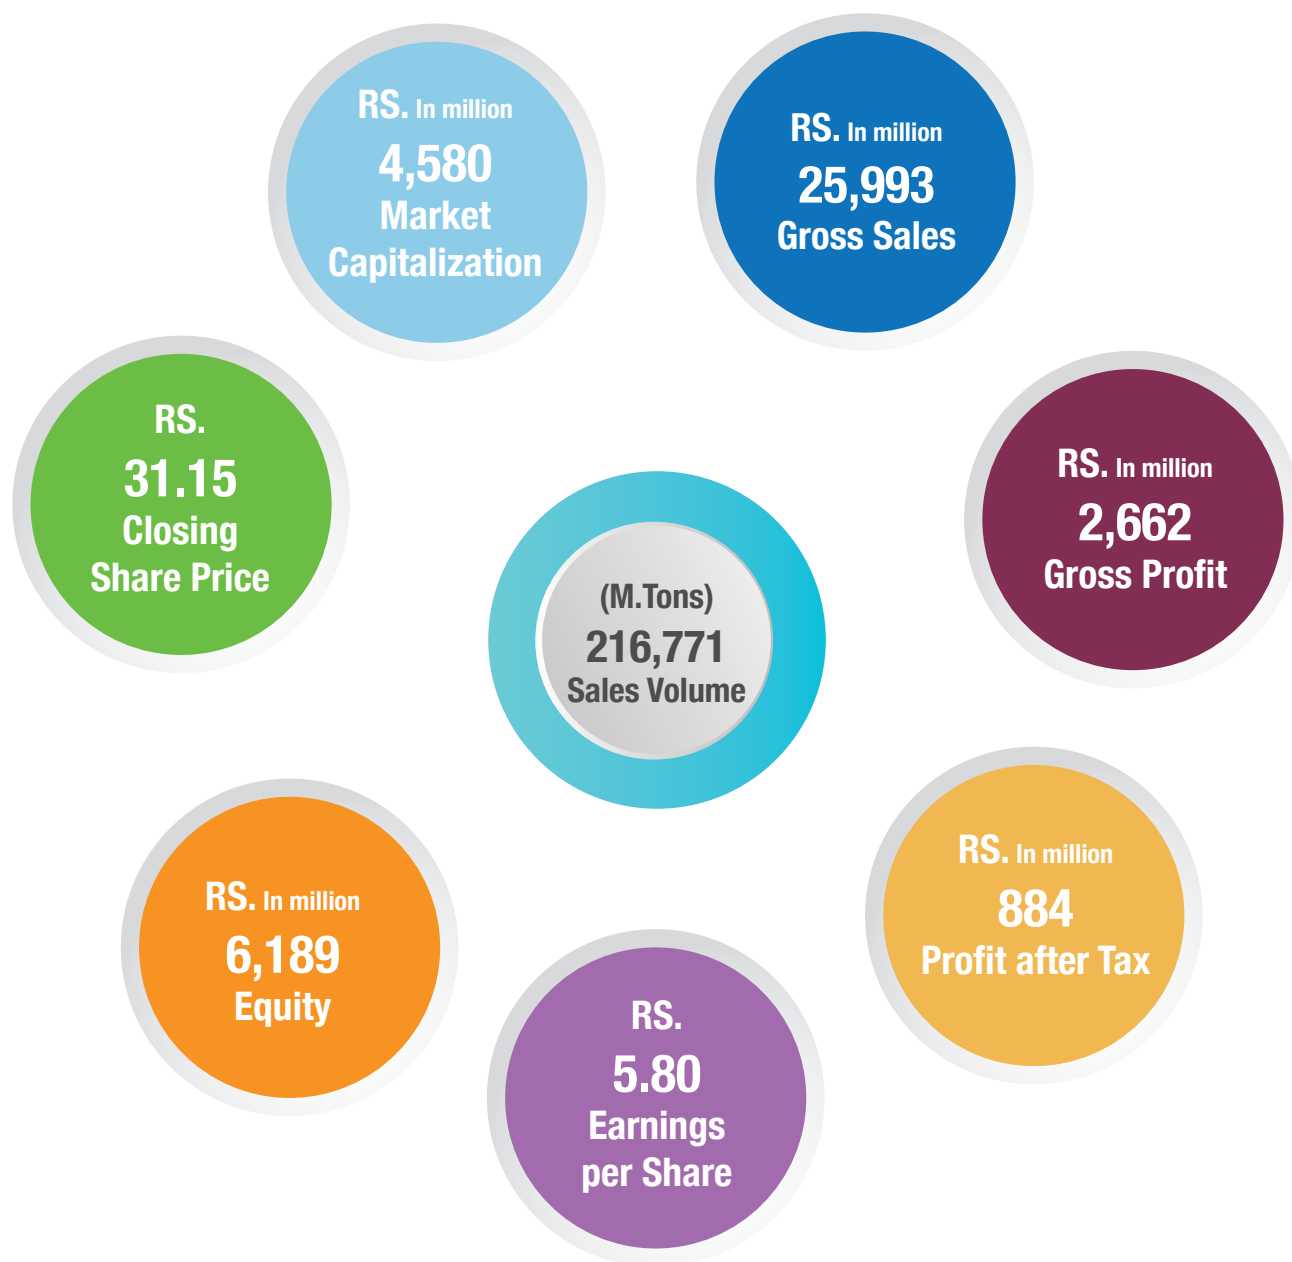 RS. In million
4,580
Market
Capitalization
RS. In million
25,993
Gross Sales
RS.
31.15
Closing
Share Price
RS. In million
2,662
Gross Profit
(M.Tons)
216,771
Sales Volume
RS. In million
6,189
Equity
RS. In million
884
Profit after Tax
RS.
5.80
Earnings
per Share